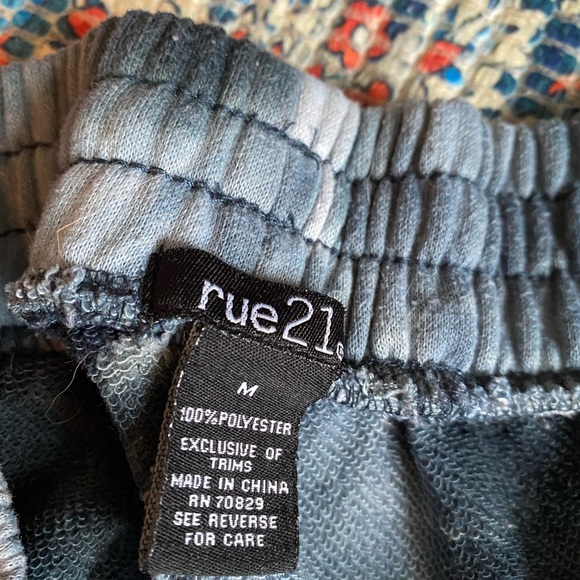 rue21
M
100%POLYESTER
EXCLUSIVE OF
TRIMS
MADE IN CHINA
RN 70829
SEE REVERSE
FOR CARE